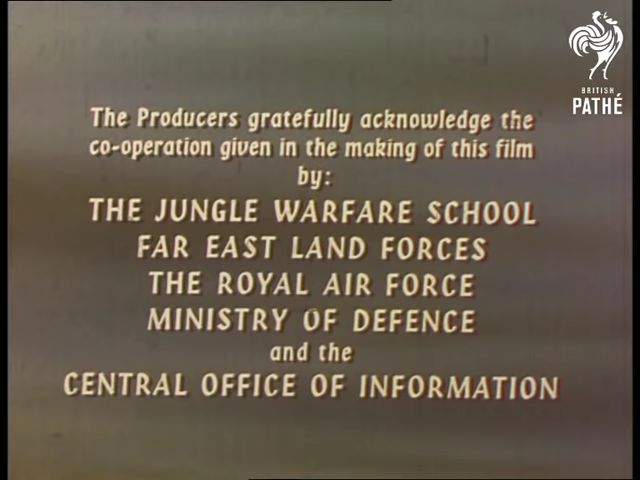 BRITISH
PATHÉ
The Producers gratefully acknowledge the
co-operation given in the making of this film
by:
THE JUNGLE WARFARE SCHOOL
FAR EAST LAND FORCES
THE ROYAL AIR FORCE
MINISTRY OF DEFENCE
and the
CENTRAL OFFICE OF INFORMATION